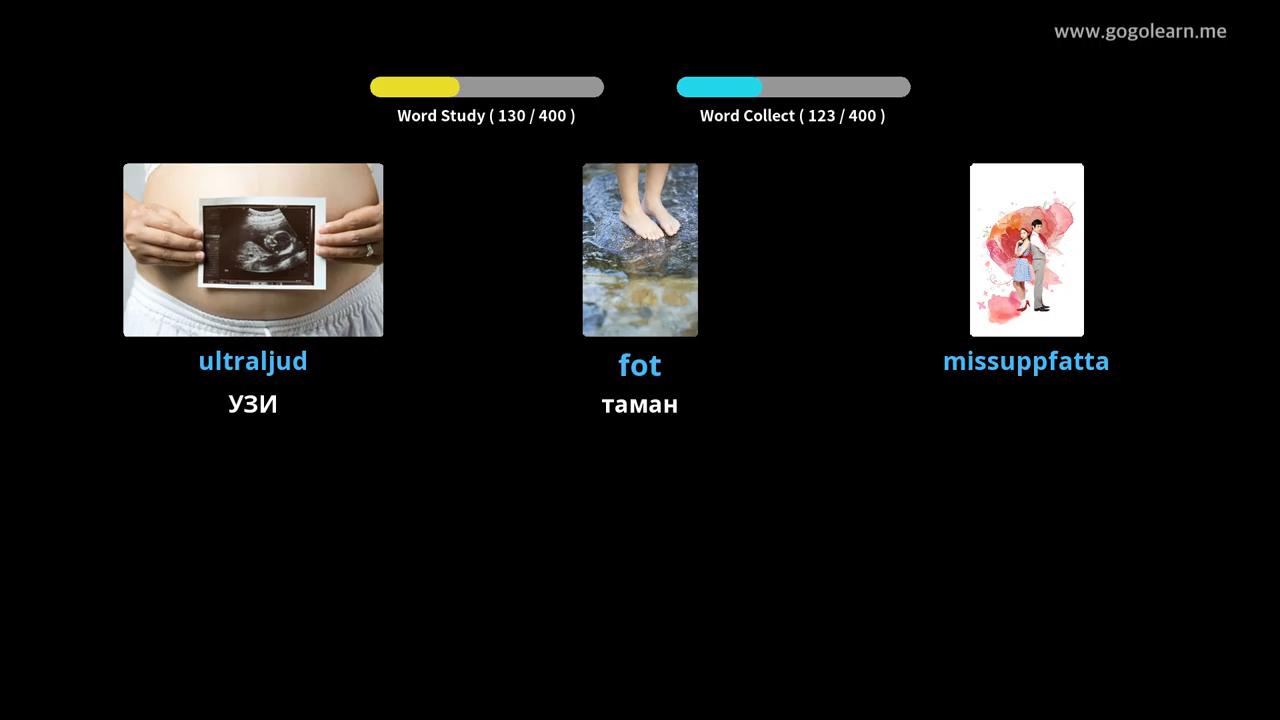 www.gogolearn.me
Word Study ( 130 / 400 )
Word Collect ( 123 / 400 )
ultraljud
fot
missuppfatta
УЗИ
таман